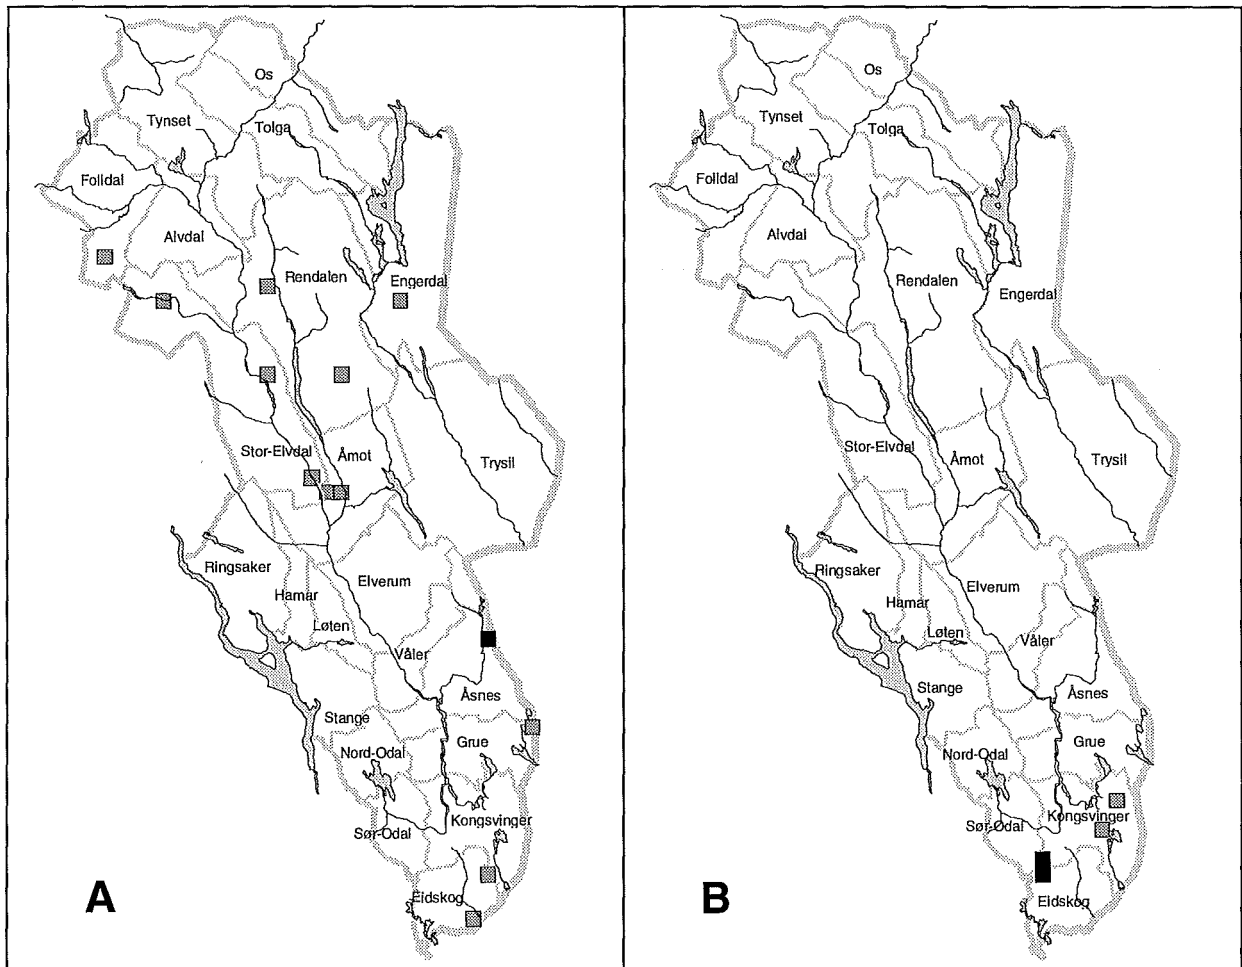 Os
Tynset
Tolga
Folldal
Alvdal
Rendalen
Engerdal
Stor-Elvdal
Åmot
Trysil
Ringsaker
Elverum
Hamar
Løten
Våler
Åsnes
Stange
Grue
Nord-Odal
Kongsvinger
Sør-Odal
Eidskog
A
Os
Tynset
Tolga
Folldal
Alvdal
Rendalen
Engerdal
Stor-Elvdal
Åmot
Trysil
Ringsaker
Elverum
Hamar
Løten
Våler
Åsnes
Stange
Grue
Nord-Odal
Kongsvinger
Sør-Odal
Eidskog
B